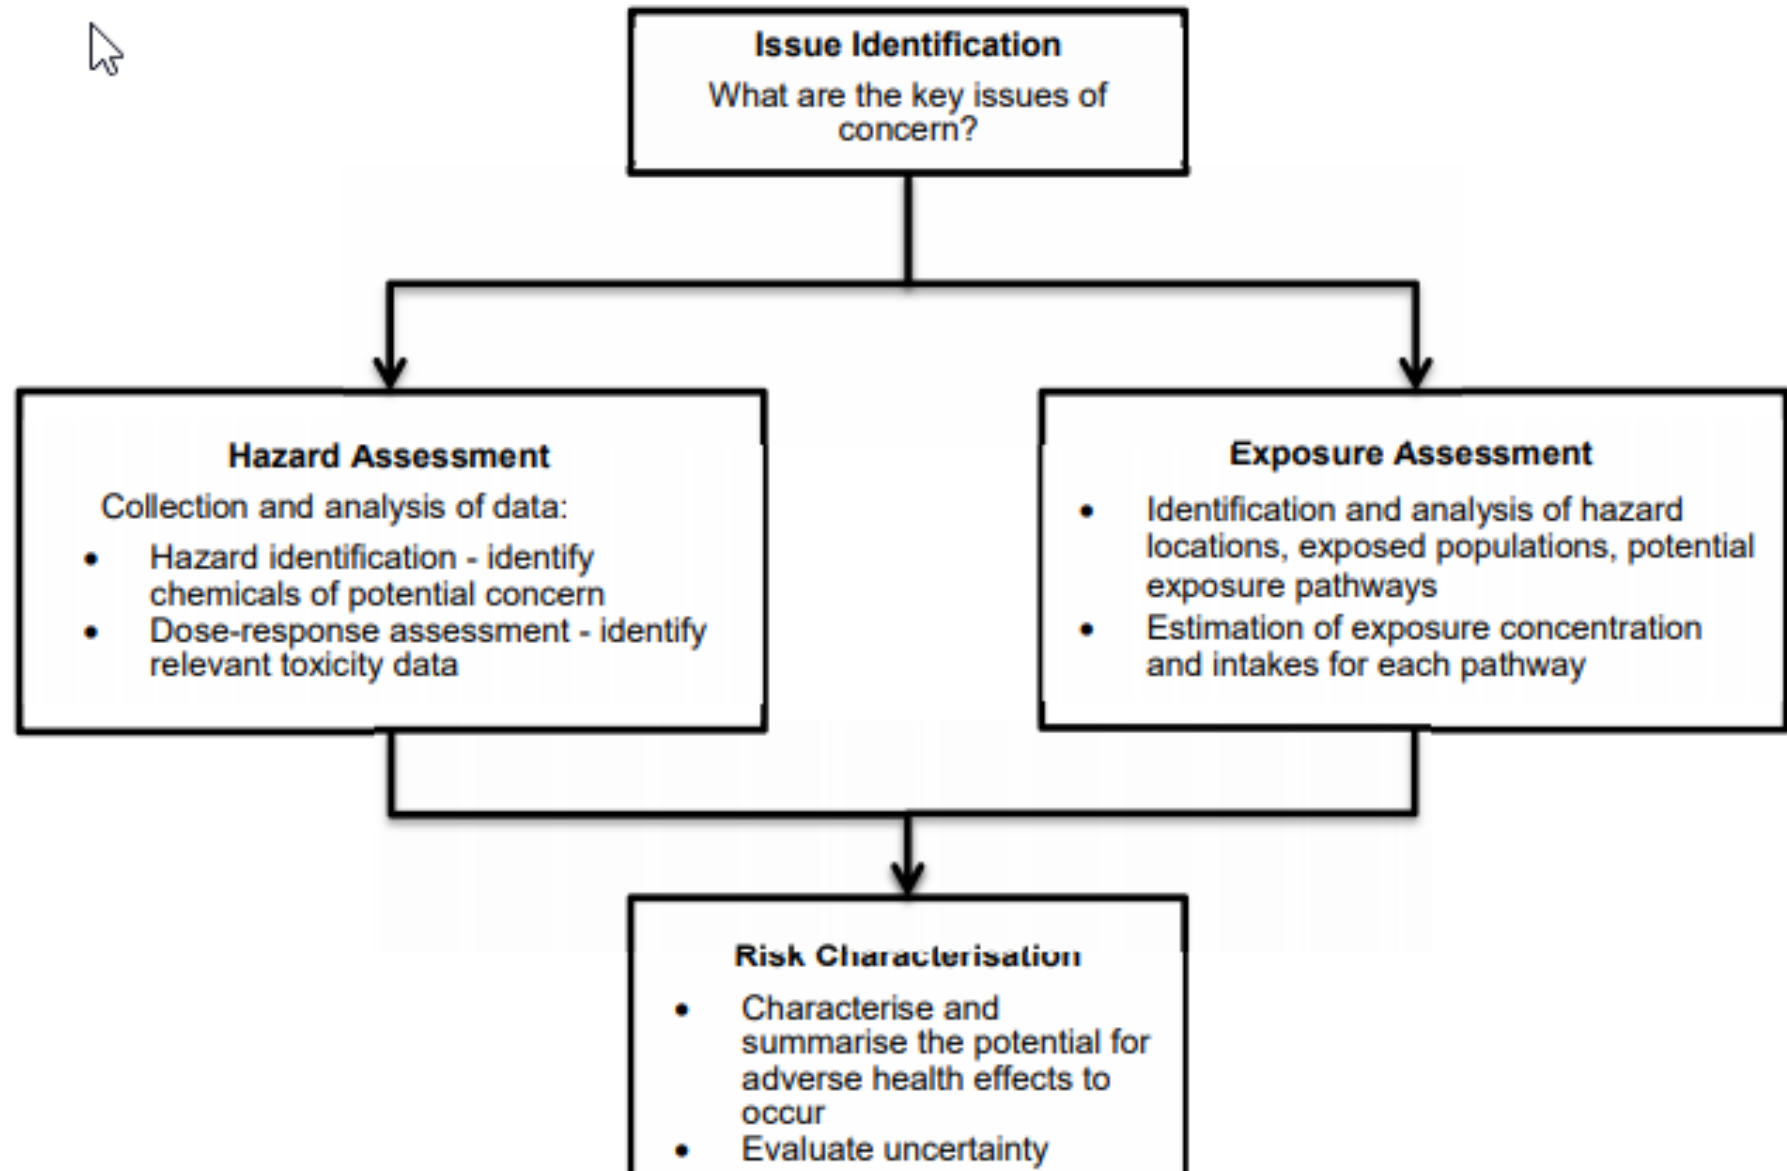 Issue Identification
What are the key issues of
concern?
Hazard Assessment
Collection and analysis of data:
• Hazard identification - identify
chemicals of potential concern
• Dose-response assessment - identify
relevant toxicity data
Exposure Assessment
• Identification and analysis of hazard
locations, exposed populations, potential
exposure pathways
• Estimation of exposure concentration
and intakes for each pathway
Risk Characterisation
• Characterise and
summarise the potential for
adverse health effects to
occur
• Evaluate uncertainty